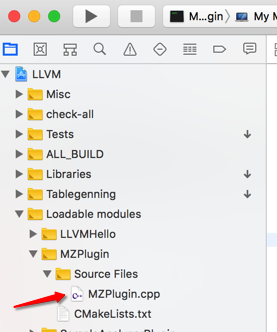 M...gin
My M
LLVM
Misc
check-all
Tests
ALL_BUILD
Libraries
Tablegenning
Loadable modules
LLVMHello
MZPlugin
Source Files
MZPlugin.cpp
CMakeLists.txt